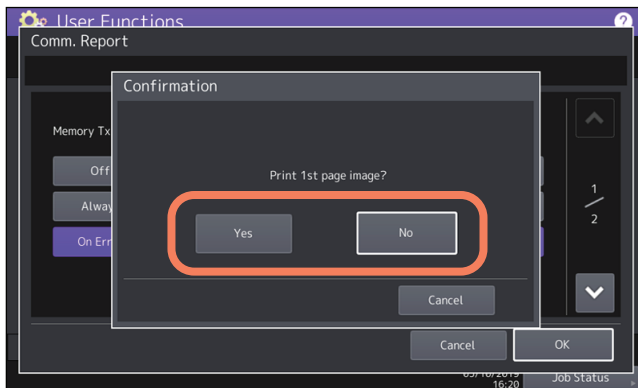 User Functions
?
Comm. Report
Confirmation
Memory Tx
Off
Print 1st page image?
1
2
Yes
No
On Err
Cancel
Cancel
OK
16:20
Job Status